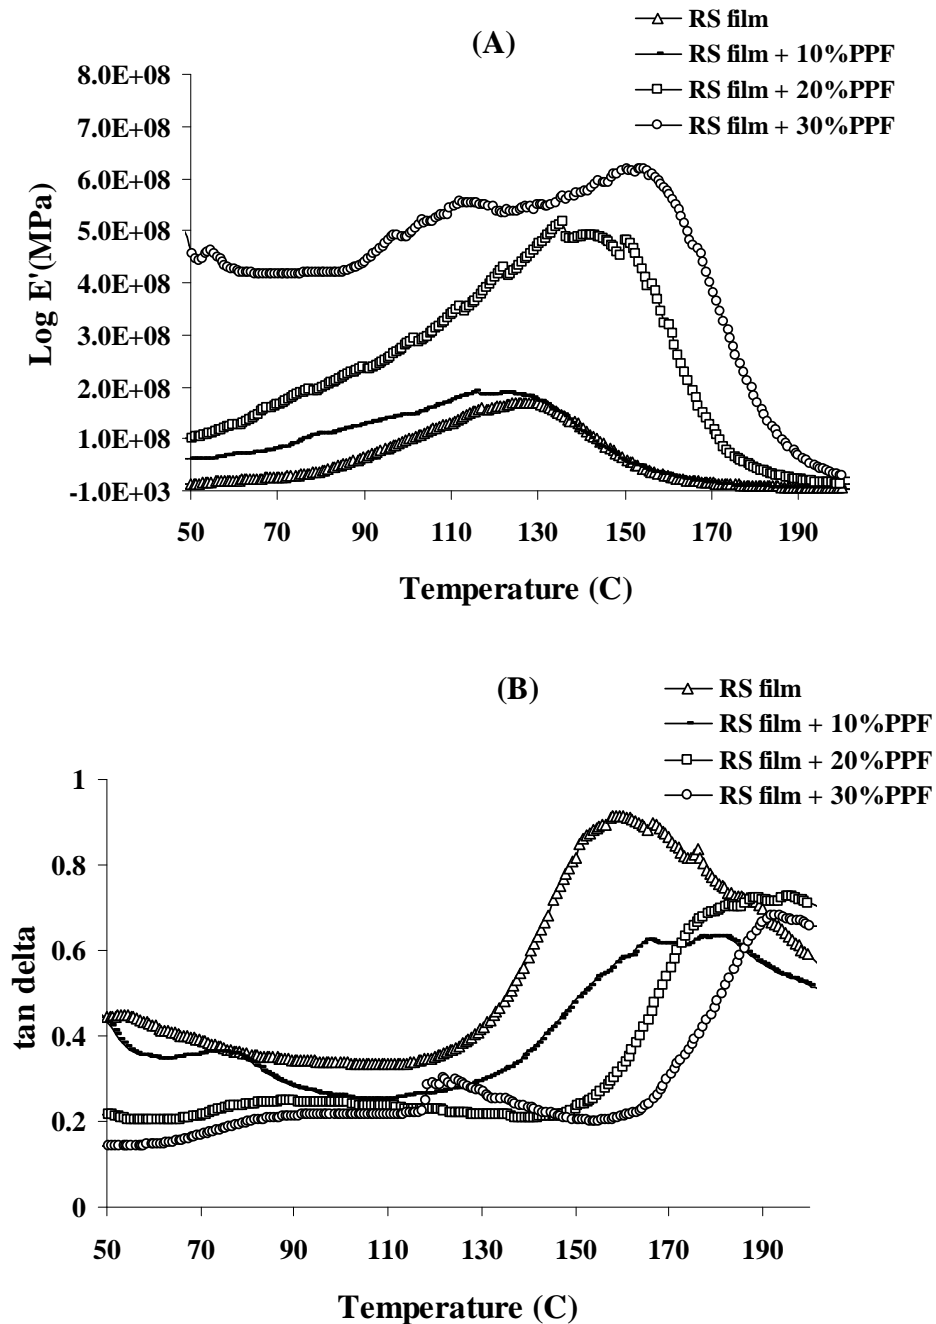 (A)
RS film
RS film + 10%PPF
RS film + 20%PPF
RS film + 30%PPF
Log E'(MPa)
8.0E+08
7.0E+08
6.0E+08
5.0E+08
4.0E+08
3.0E+08
2.0E+08
1.0E+08
-1.0E+03
50 70 90 110 130 150 170 190
Temperature (C)
(B)
RS film
RS film + 10%PPF
RS film + 20%PPF
RS film + 30%PPF
tan delta
1
0.8
0.6
0.4
0.2
0
50 70 90 110 130 150 170 190
Temperature (C)